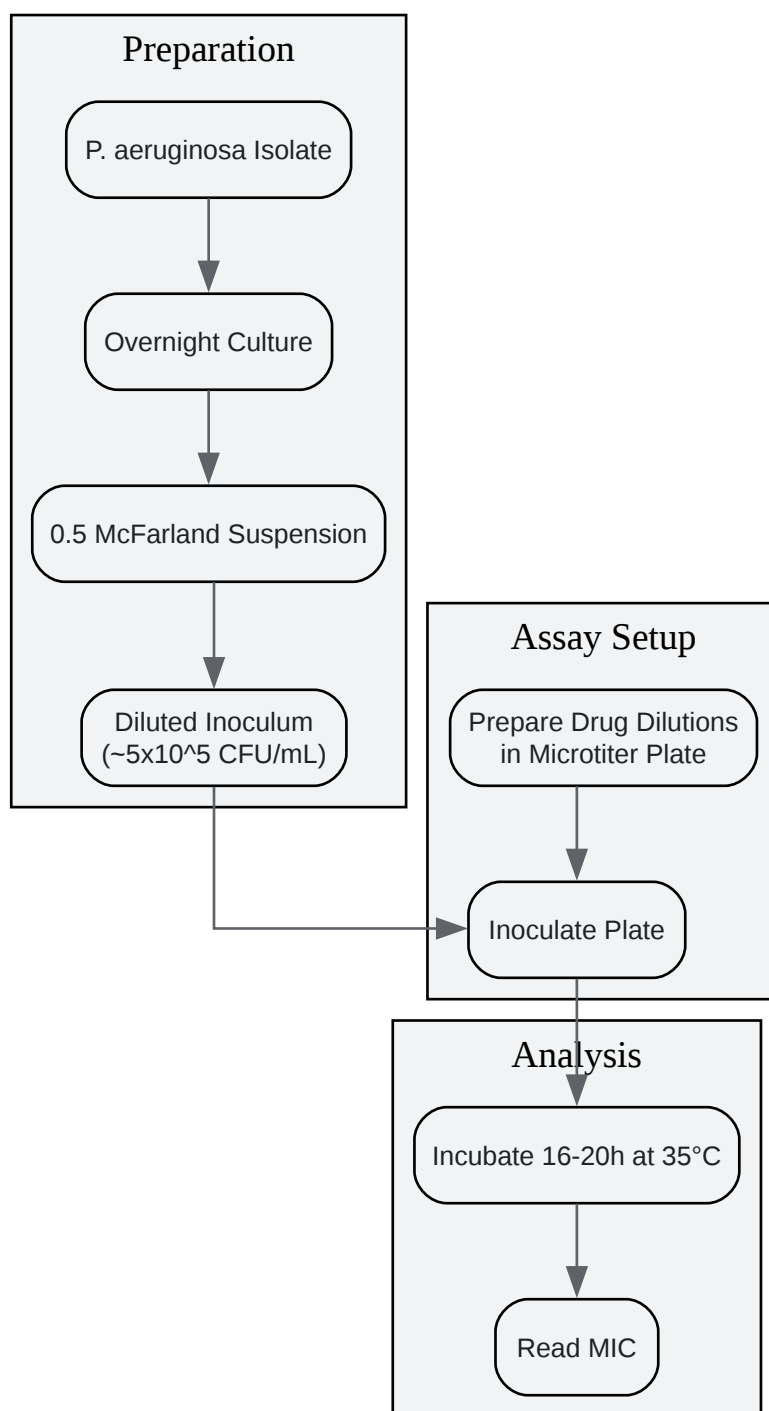 Preparation
P. aeruginosa Isolate
Overnight Culture
0.5 McFarland Suspension
Diluted Inoculum
(~5x10^5 CFU/mL)
Assay Setup
Prepare Drug Dilutions
in Microtiter Plate
Inoculate Plate
Analysis
Incubate 16-20h at 35°C
Read MIC